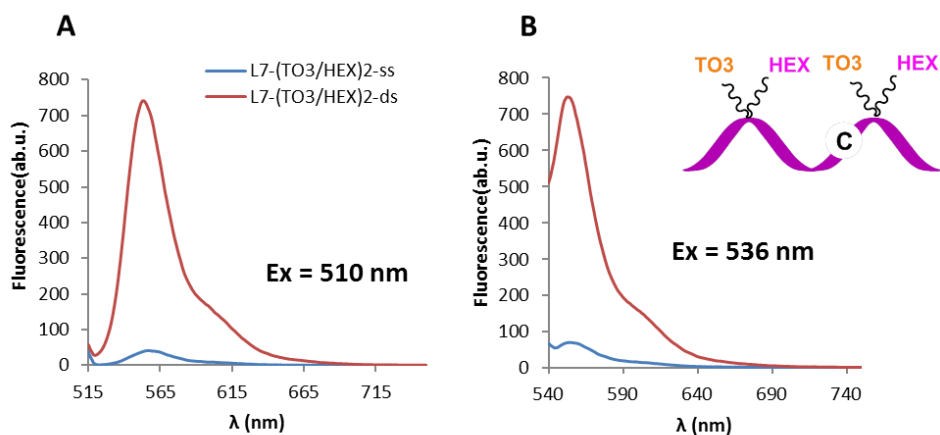 A
L7-(TO3/HEX)2-ss
L7-(TO3/HEX)2-ds
Fluorescence(ab.u.)
800
700
600
500
400
300
200
100
0
Ex = 510 nm
515 565 615 665 715
λ (nm)
B
TO3 HEX TO3 HEX
C
Fluorescence(ab.u.)
800
700
600
500
400
300
200
100
0
Ex = 536 nm
540 590 640 690 740
λ (nm)